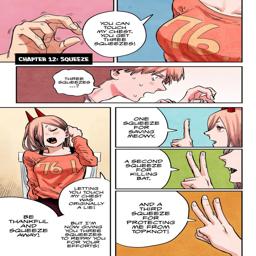 YOU CAN
TOUCH
MY CHEST.
YOU GET
THREE
SQUEEZES!
76
CHAPTER 12: SQUEEZE
THREE
SQUEEZES
...?
ONE
SQUEEZE
FOR
SAVING
MEOWY.
A SECOND
SQUEEZE
FOR
KILLING
BAT.
76
LETTING
YOU TOUCH
MY CHEST
WAS
ORIGINALLY
A LIE!
BE
THANKFUL
AND
SQUEEZE
AWAY!
BUT I'M
NOW GIVING
YOU THREE
SQUEEZES
TO REPAY YOU
FOR YOUR
EFFORTS!
AND A
THIRD
SQUEEZE
FOR
PROTECTING
ME FROM
TOPKNOT!